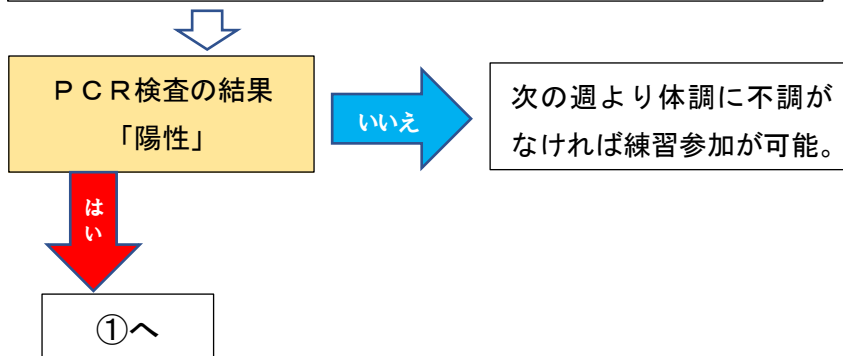 ＰＣＲ検査の結果
「陽性」
いいえ
次の週より体調に不調が
なければ練習参加が可能。
はい
①へ